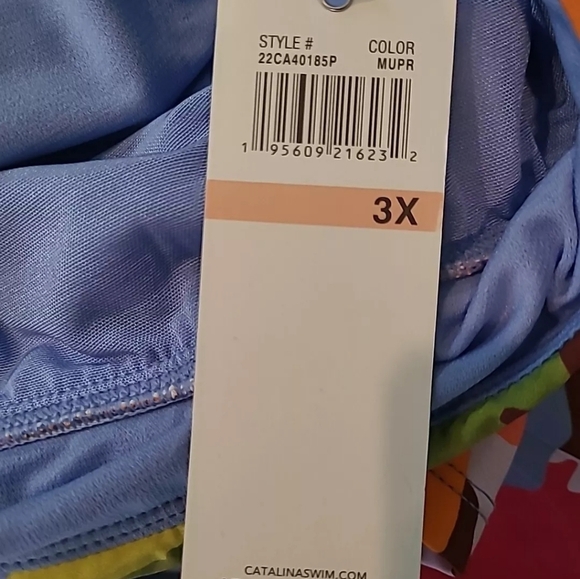 STYLE # COLOR
22CA40185P MUPR
1 95609 21623 2
3X
CATALINASWIM.COM